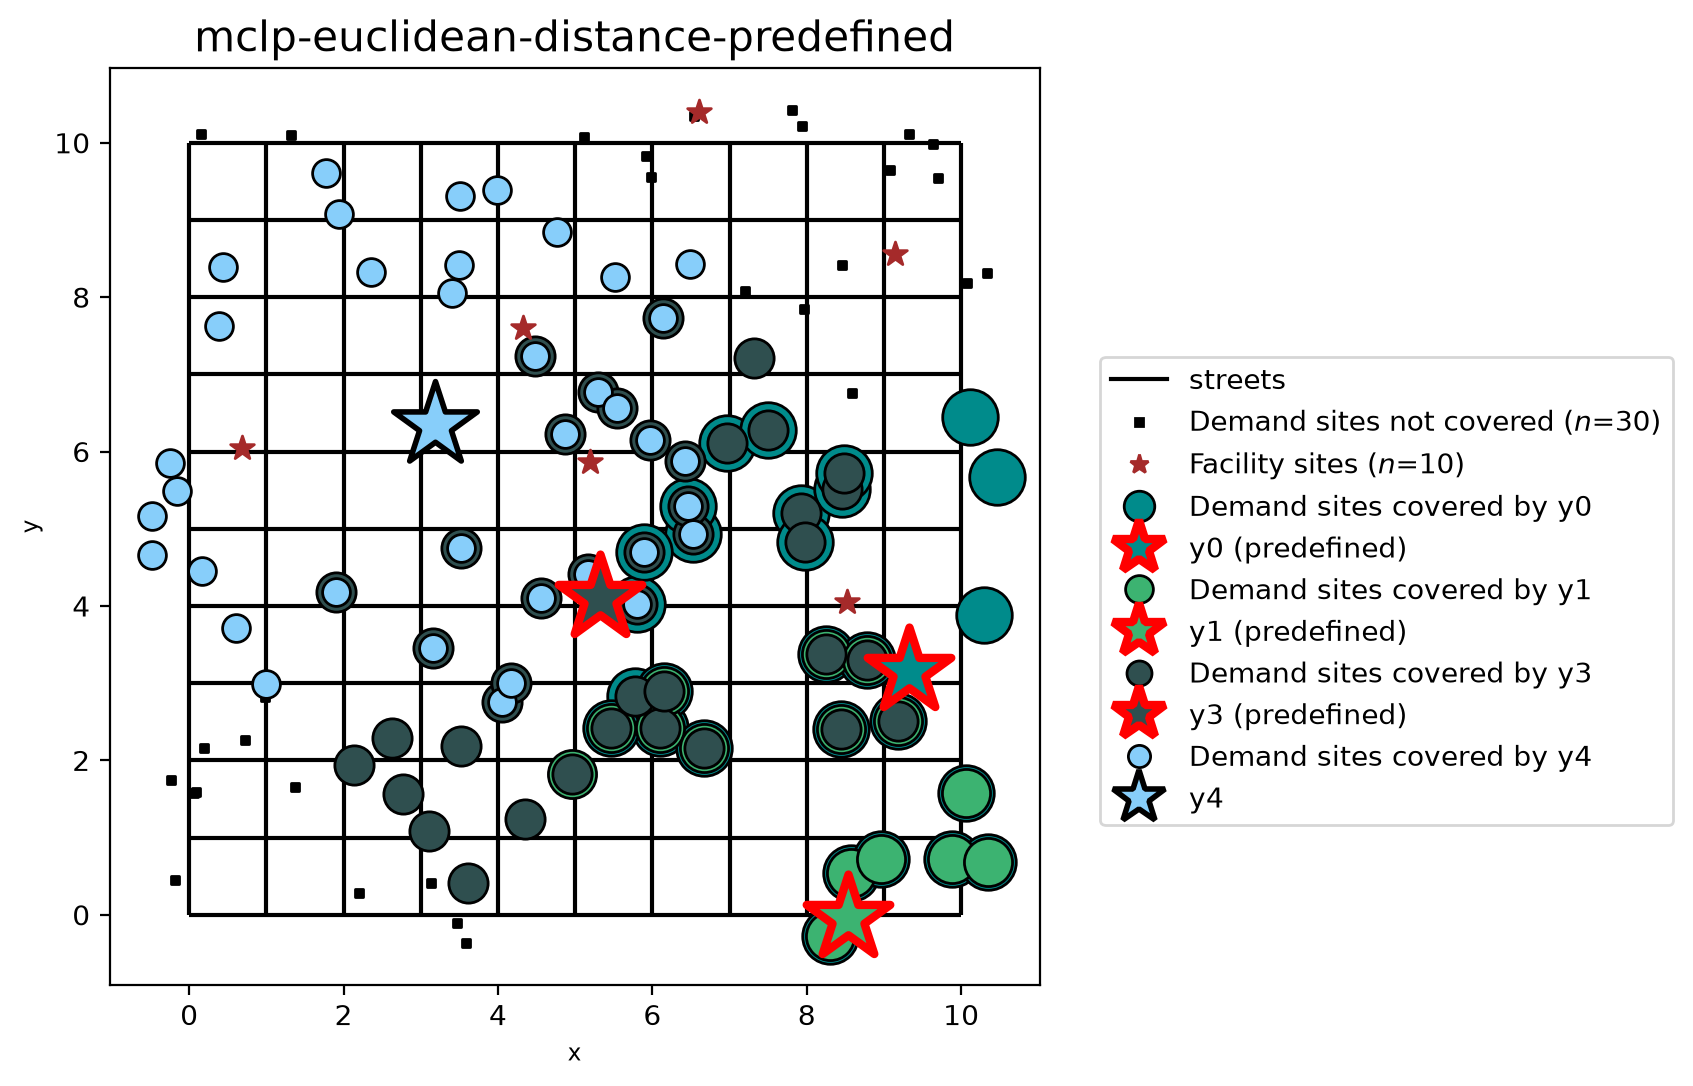 mclp-euclidean-distance-predefined
10
8
6
4
2
0
y
0 2 4 6 8 10
x
streets
Demand sites not covered (n=30)
Facility sites (n=10)
Demand sites covered by y0
y0 (predefined)
Demand sites covered by y1
y1 (predefined)
Demand sites covered by y3
y3 (predefined)
Demand sites covered by y4
y4